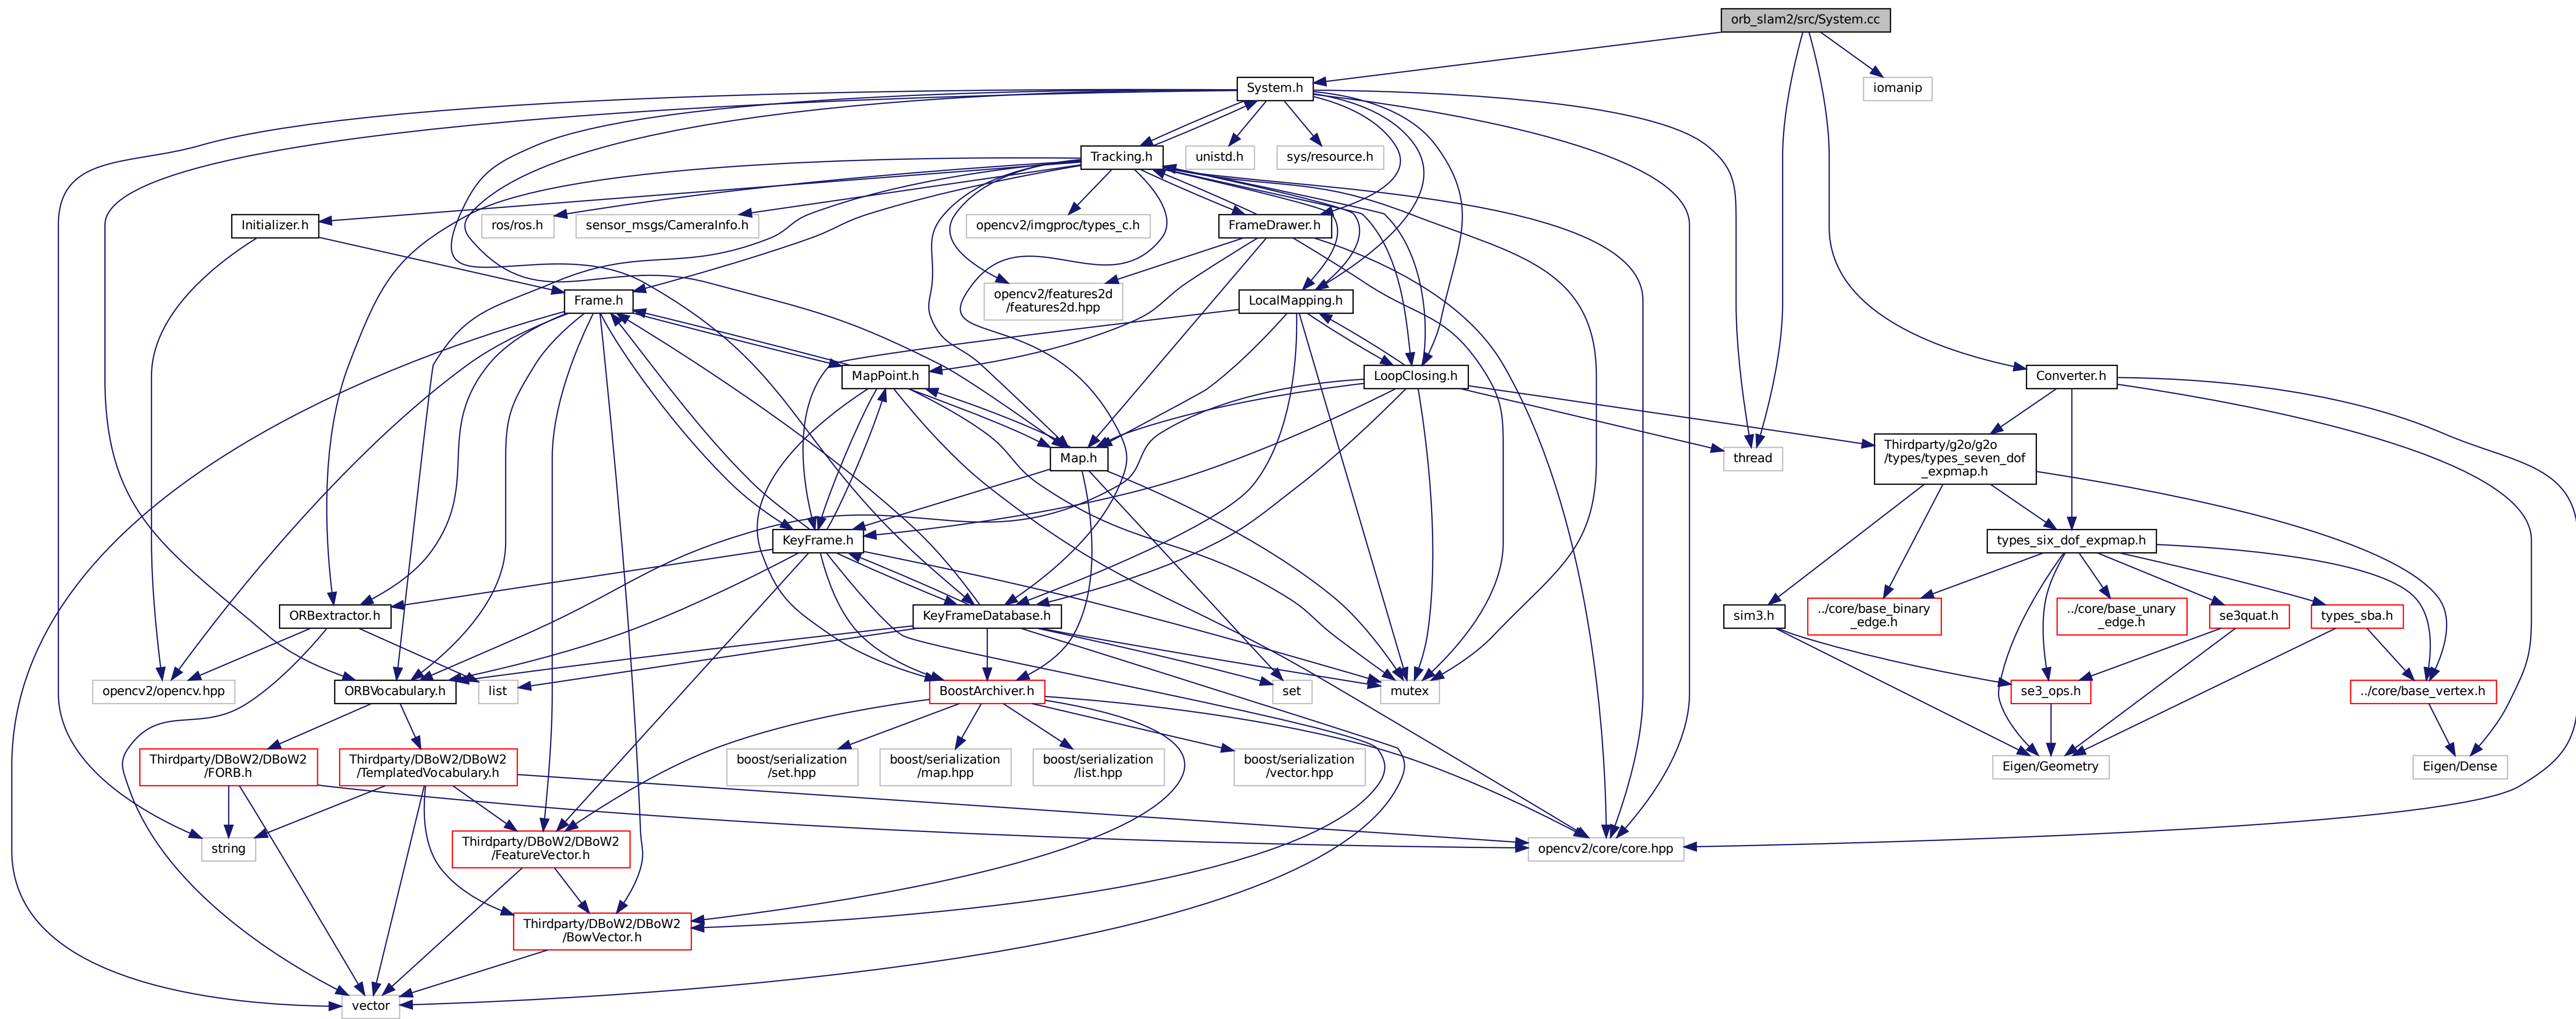 orb_slam2/src/System.cc
System.h
iomanip
Tracking.h
unistd.h
sys/resource.h
Initializer.h
ros/ros.h
sensor_msgs/CameraInfo.h
opencv2/imgproc/types_c.h
FrameDrawer.h
Frame.h
opencv2/features2d
/features2d.hpp
LocalMapping.h
MapPoint.h
LoopClosing.h
Converter.h
Map.h
thread
Thirdparty/g2o/g2o
/types/types_seven_dof
_expmap.h
KeyFrame.h
types_six_dof_expmap.h
ORBextractor.h
KeyFrameDatabase.h
sim3.h
../core/base_binary
_edge.h
../core/base_unary
_edge.h
se3quat.h
types_sba.h
opencv2/opencv.hpp
ORBVocabulary.h
list
BoostArchiver.h
set
mutex
se3_ops.h
../core/base_vertex.h
Thirdparty/DBoW2/DBoW2
/FORB.h
Thirdparty/DBoW2/DBoW2
/TemplatedVocabulary.h
boost/serialization
/set.hpp
boost/serialization
/map.hpp
boost/serialization
/list.hpp
boost/serialization
/vector.hpp
Eigen/Geometry
Eigen/Dense
string
Thirdparty/DBoW2/DBoW2
/FeatureVector.h
opencv2/core/core.hpp
Thirdparty/DBoW2/DBoW2
/BowVector.h
vector